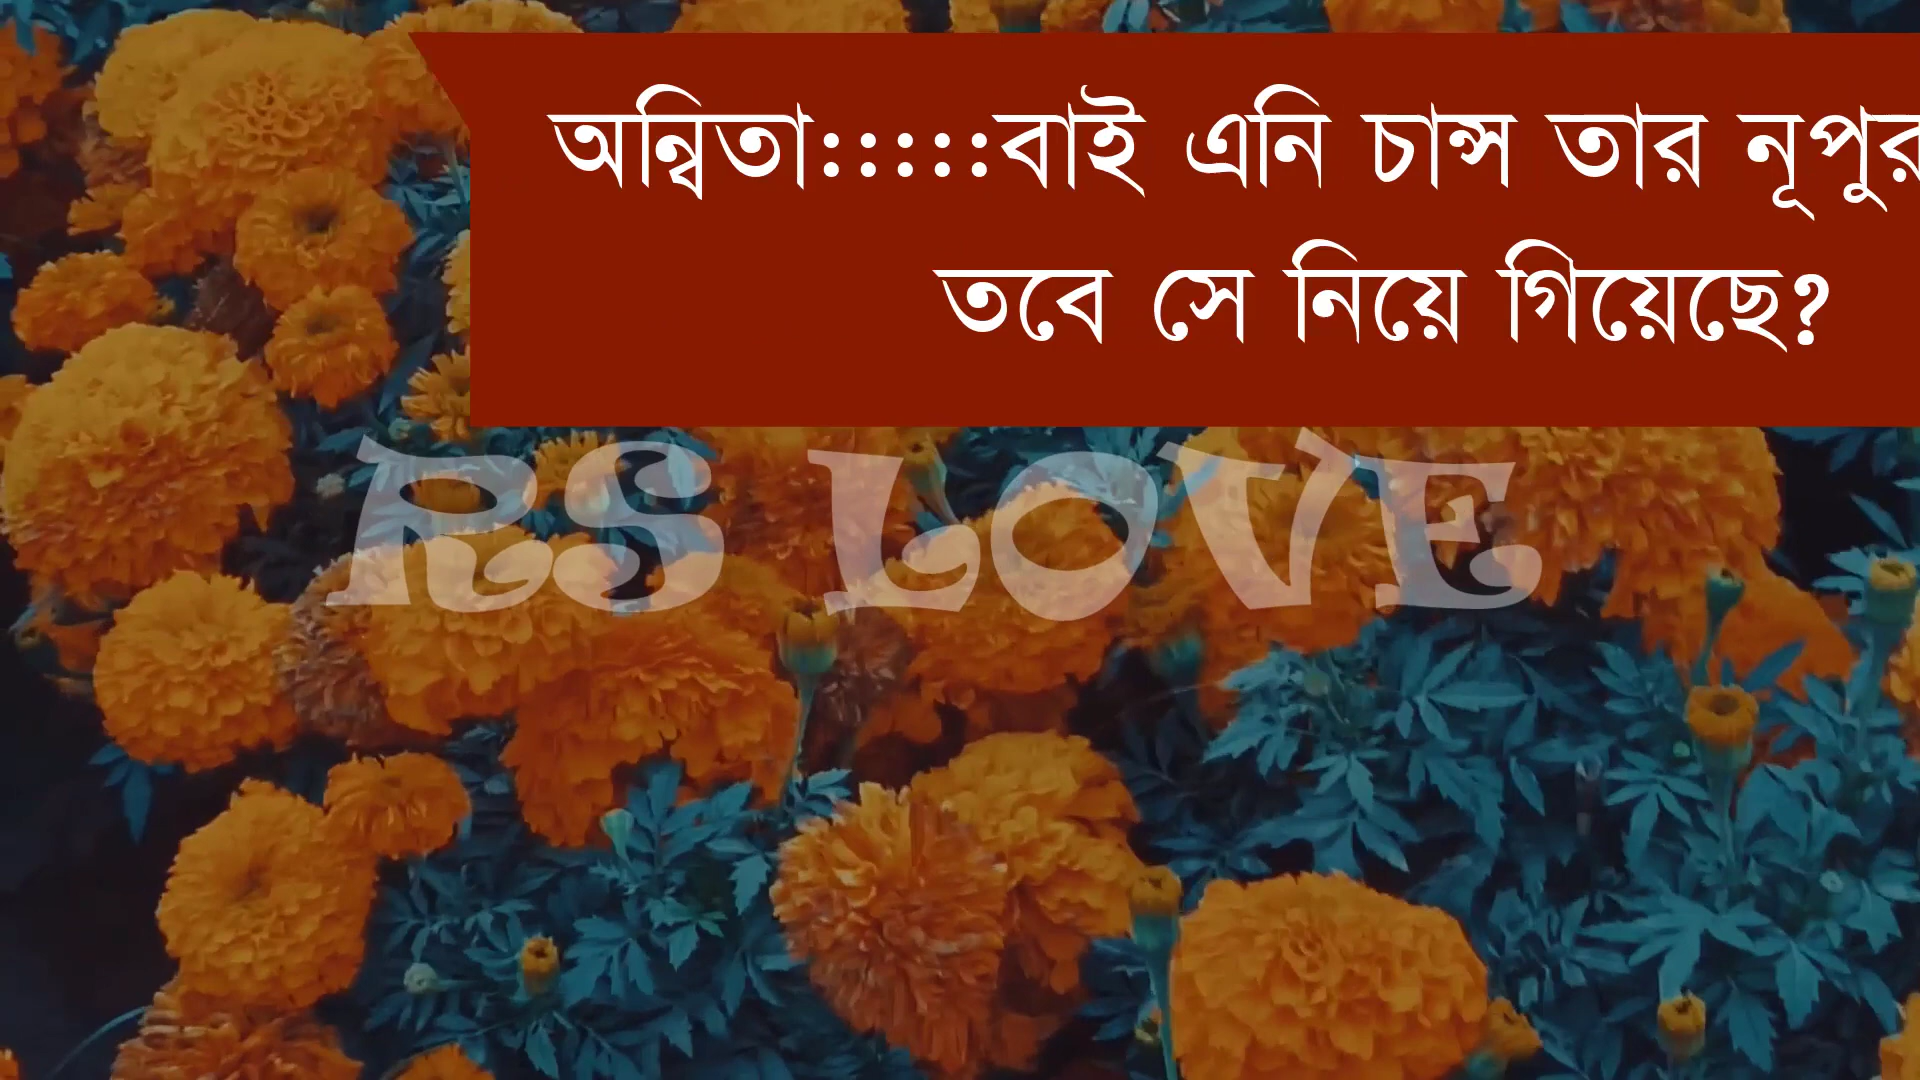 অন্বিতা:::::বাই এনি চান্স তার নূপুর
তবে সে নিয়ে গিয়েছে?
RS LOVE